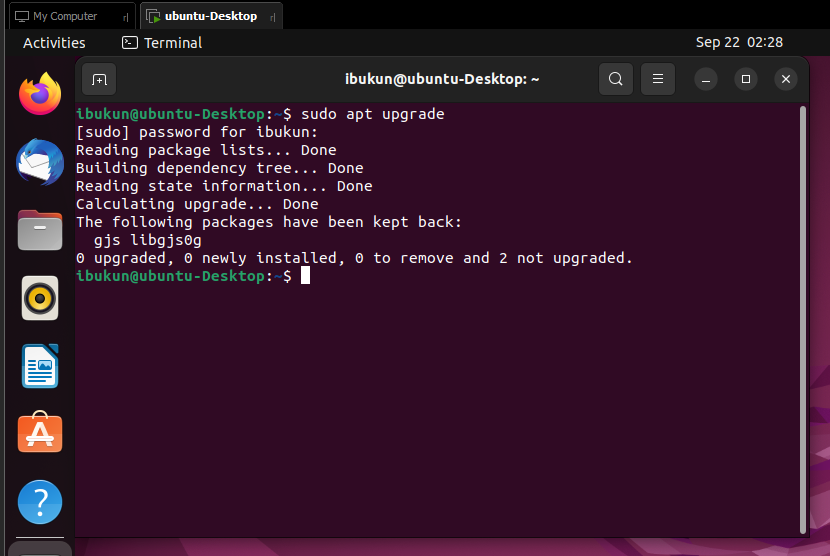 My Computer
ubuntu-Desktop
Activities
Terminal
Sep 22 02:28
ibukun@ubuntu-Desktop: ~
ibukun@ubuntu-Desktop:~$ sudo apt upgrade
[sudo] password for ibukun:
Reading package lists... Done
Building dependency tree... Done
Reading state information... Done
Calculating upgrade... Done
The following packages have been kept back:
  gjs libgjs0g
0 upgraded, 0 newly installed, 0 to remove and 2 not upgraded.
ibukun@ubuntu-Desktop:~$